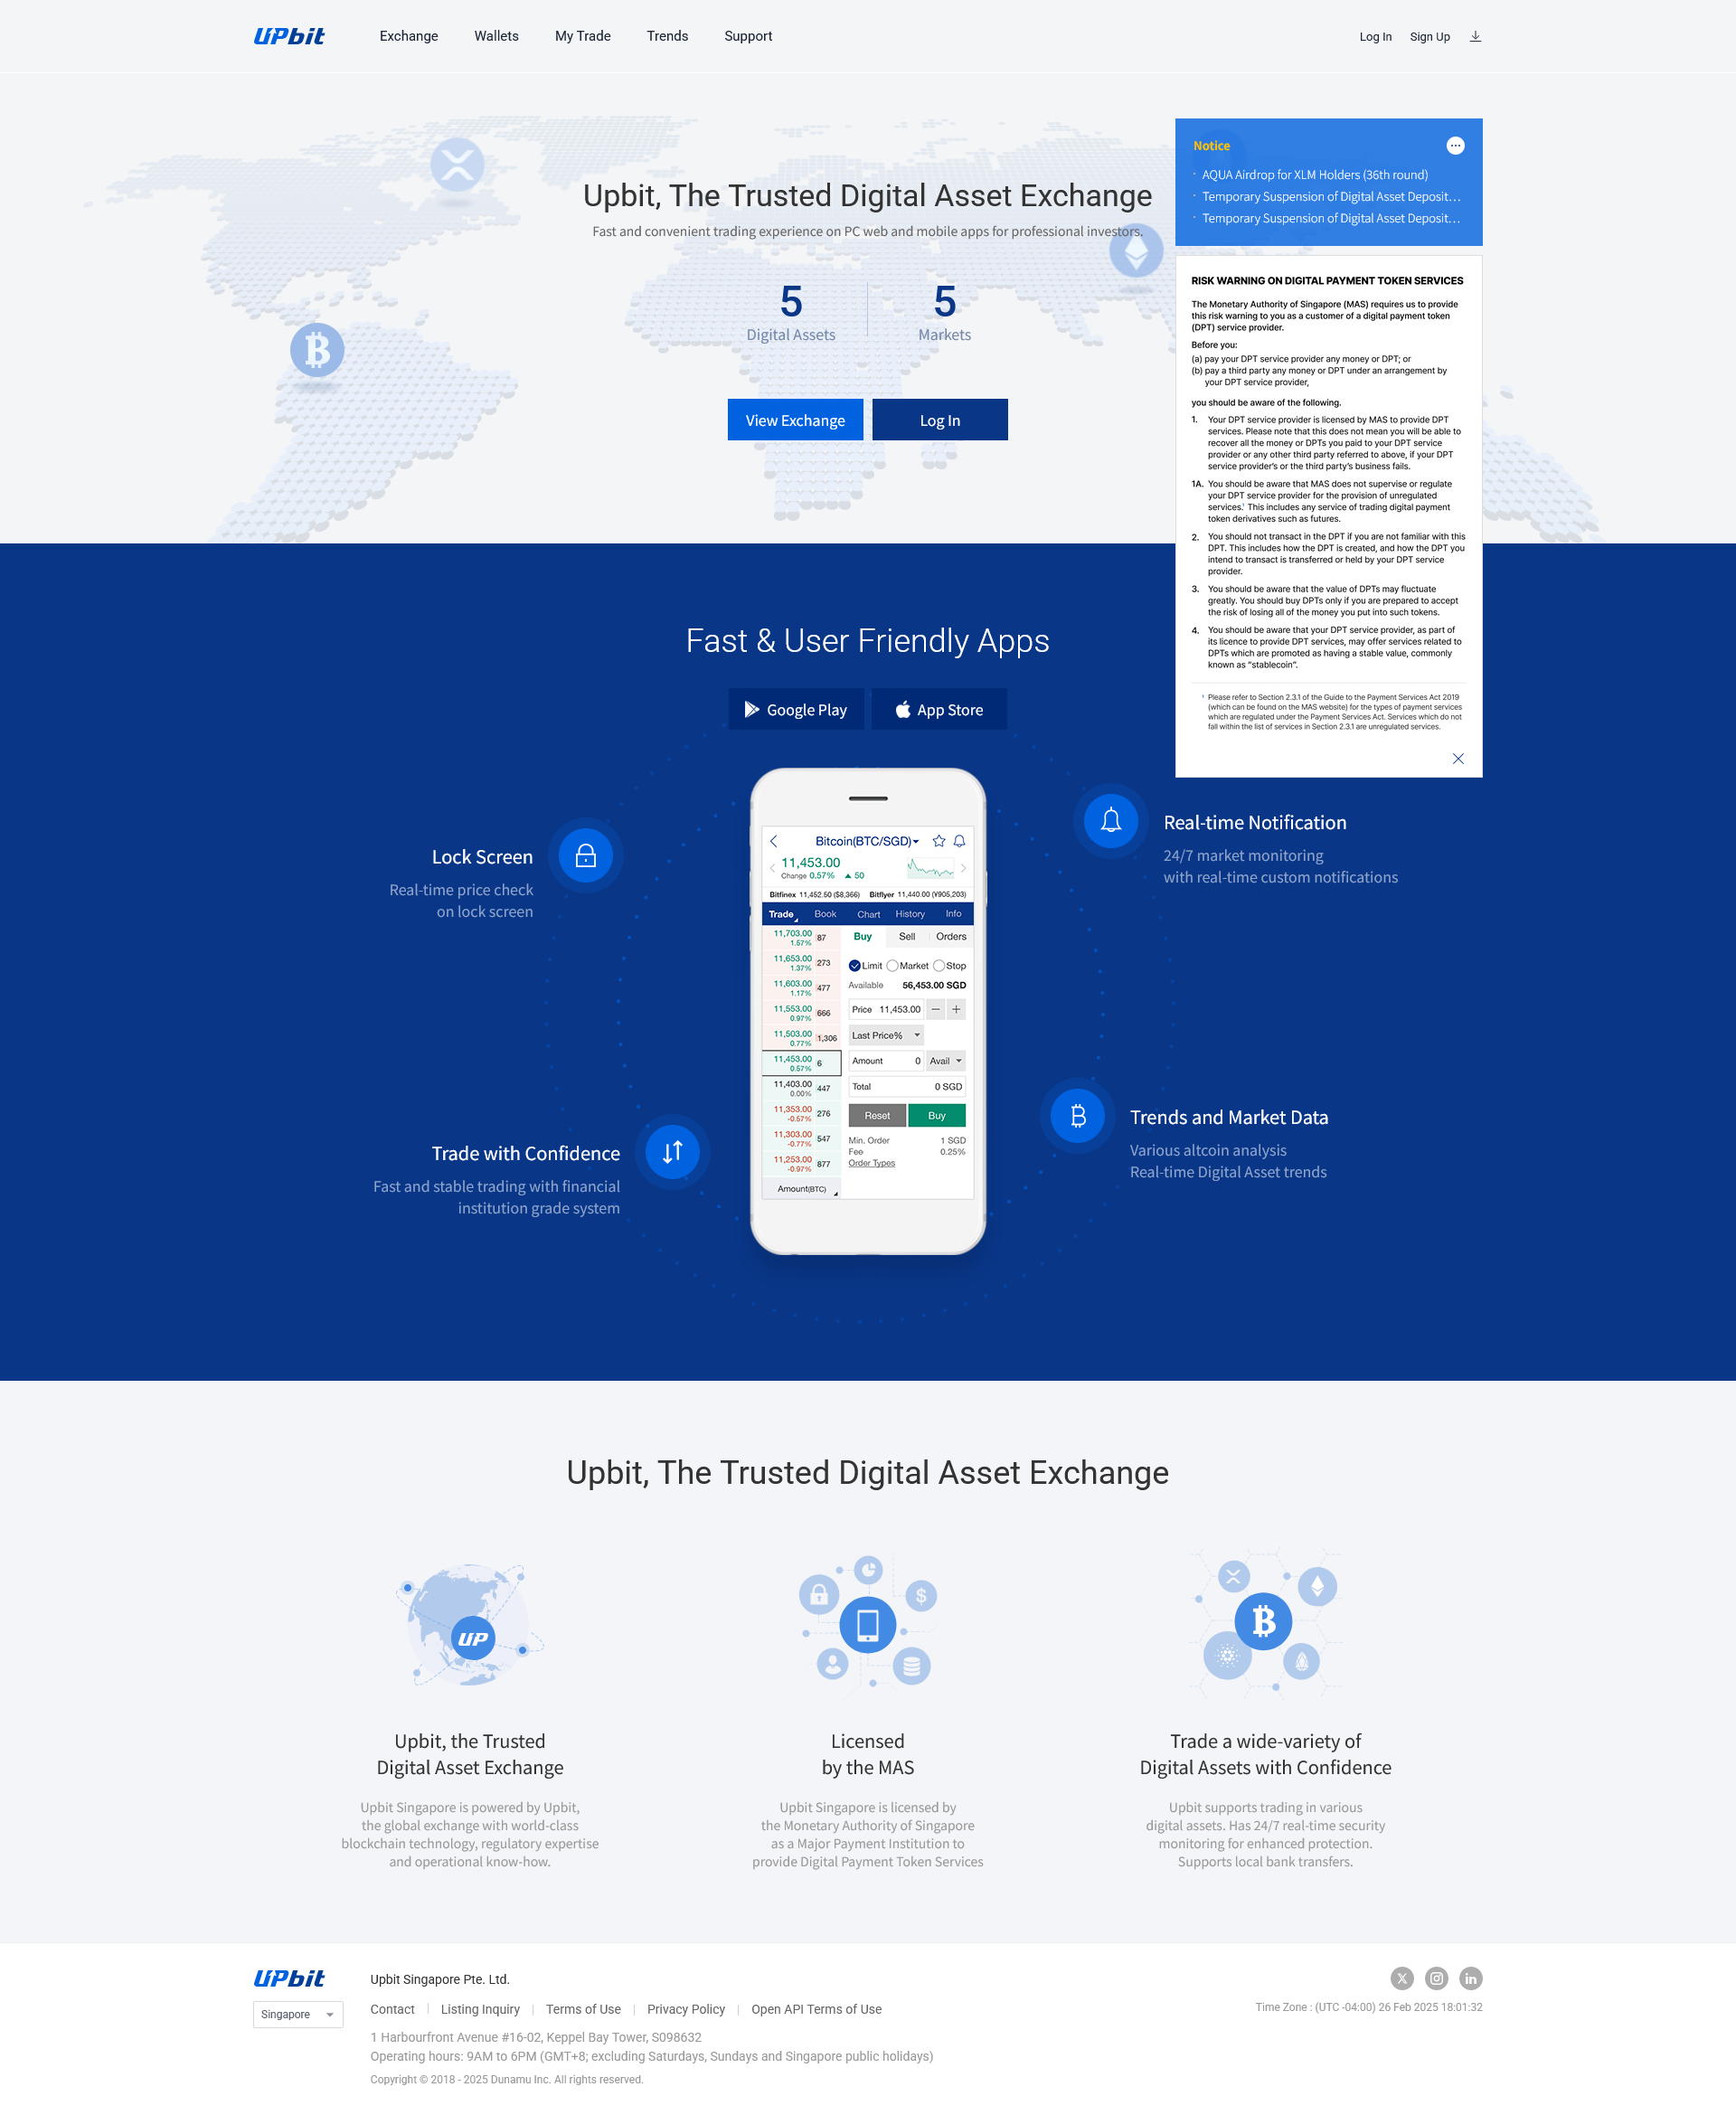 UPbit
Exchange
Wallets
My Trade
Trends
Support
Log In
Sign Up
Upbit, The Trusted Digital Asset Exchange
Fast and convenient trading experience on PC web and mobile apps for professional investors.
5
Digital Assets
5
Markets
View Exchange
Log In
Notice
· AQUA Airdrop for XLM Holders (36th round)
· Temporary Suspension of Digital Asset Deposit...
· Temporary Suspension of Digital Asset Deposit...
RISK WARNING ON DIGITAL PAYMENT TOKEN SERVICES
The Monetary Authority of Singapore (MAS) requires us to provide
this risk warning to you as a customer of a digital payment token
(DPT) service provider.
Before you:
(a) pay your DPT service provider any money or DPT; or
(b) pay a third party any money or DPT under an arrangement by
your DPT service provider,
you should be aware of the following.
1. Your DPT service provider is licensed by MAS to provide DPT
services. Please note that this does not mean you will be able to
recover all the money or DPTs you paid to your DPT service
provider or any other third party referred to above, if your DPT
service provider's or the third party's business fails.
1A. You should be aware that MAS does not supervise or regulate
your DPT service provider for the provision of unregulated
services.¹ This includes any service of trading digital payment
token derivatives such as futures.
2. You should not transact in the DPT if you are not familiar with this
DPT. This includes how the DPT is created, and how the DPT you
intend to transact is transferred or held by your DPT service
provider.
3. You should be aware that the value of DPTs may fluctuate
greatly. You should buy DPTs only if you are prepared to accept
the risk of losing all of the money you put into such tokens.
4. You should be aware that your DPT service provider, as part of
its licence to provide DPT services, may offer services related to
DPTs which are promoted as having a stable value, commonly
known as “stablecoin”.
¹ Please refer to Section 2.3.1 of the Guide to the Payment Services Act 2019
(which can be found on the MAS website) for the types of payment services
which are regulated under the Payment Services Act. Services which do not
fall within the list of services in Section 2.3.1 are unregulated services.
Fast & User Friendly Apps
Google Play
App Store
Lock Screen
Real-time price check
on lock screen
Trade with Confidence
Fast and stable trading with financial
institution grade system
Bitcoin(BTC/SGD)
11,453.00
Change 0.57% ▲ 50
Bitfinex 11,452.50 ($8,366) Bitflyer 11,440.00 (¥905,203)
Trade
Book
Chart
History
Info
11,703.00 87
1.57%
11,653.00 273
1.37%
11,603.00 477
1.17%
11,553.00 666
0.97%
11,503.00 1,306
0.77%
11,453.00 6
0.57%
11,403.00 447
0.00%
11,353.00 276
-0.57%
11,303.00 547
-0.77%
11,253.00 877
-0.97%
Amount(BTC)
Buy
Sell
Orders
Limit
Market
Stop
Available 56,453.00 SGD
Price 11,453.00 − +
Last Price%
Amount 0 Avail
Total 0 SGD
Reset
Buy
Min. Order 1 SGD
Fee 0.25%
Order Types
Real-time Notification
24/7 market monitoring
with real-time custom notifications
Trends and Market Data
Various altcoin analysis
Real-time Digital Asset trends
Upbit, The Trusted Digital Asset Exchange
UP
Upbit, the Trusted
Digital Asset Exchange
Upbit Singapore is powered by Upbit,
the global exchange with world-class
blockchain technology, regulatory expertise
and operational know-how.
Licensed
by the MAS
Upbit Singapore is licensed by
the Monetary Authority of Singapore
as a Major Payment Institution to
provide Digital Payment Token Services
Trade a wide-variety of
Digital Assets with Confidence
Upbit supports trading in various
digital assets. Has 24/7 real-time security
monitoring for enhanced protection.
Supports local bank transfers.
UPbit
Singapore
Upbit Singapore Pte. Ltd.
Contact
Listing Inquiry
Terms of Use
Privacy Policy
Open API Terms of Use
1 Harbourfront Avenue #16-02, Keppel Bay Tower, S098632
Operating hours: 9AM to 6PM (GMT+8; excluding Saturdays, Sundays and Singapore public holidays)
Copyright © 2018 - 2025 Dunamu Inc. All rights reserved.
Time Zone : (UTC -04:00) 26 Feb 2025 18:01:32